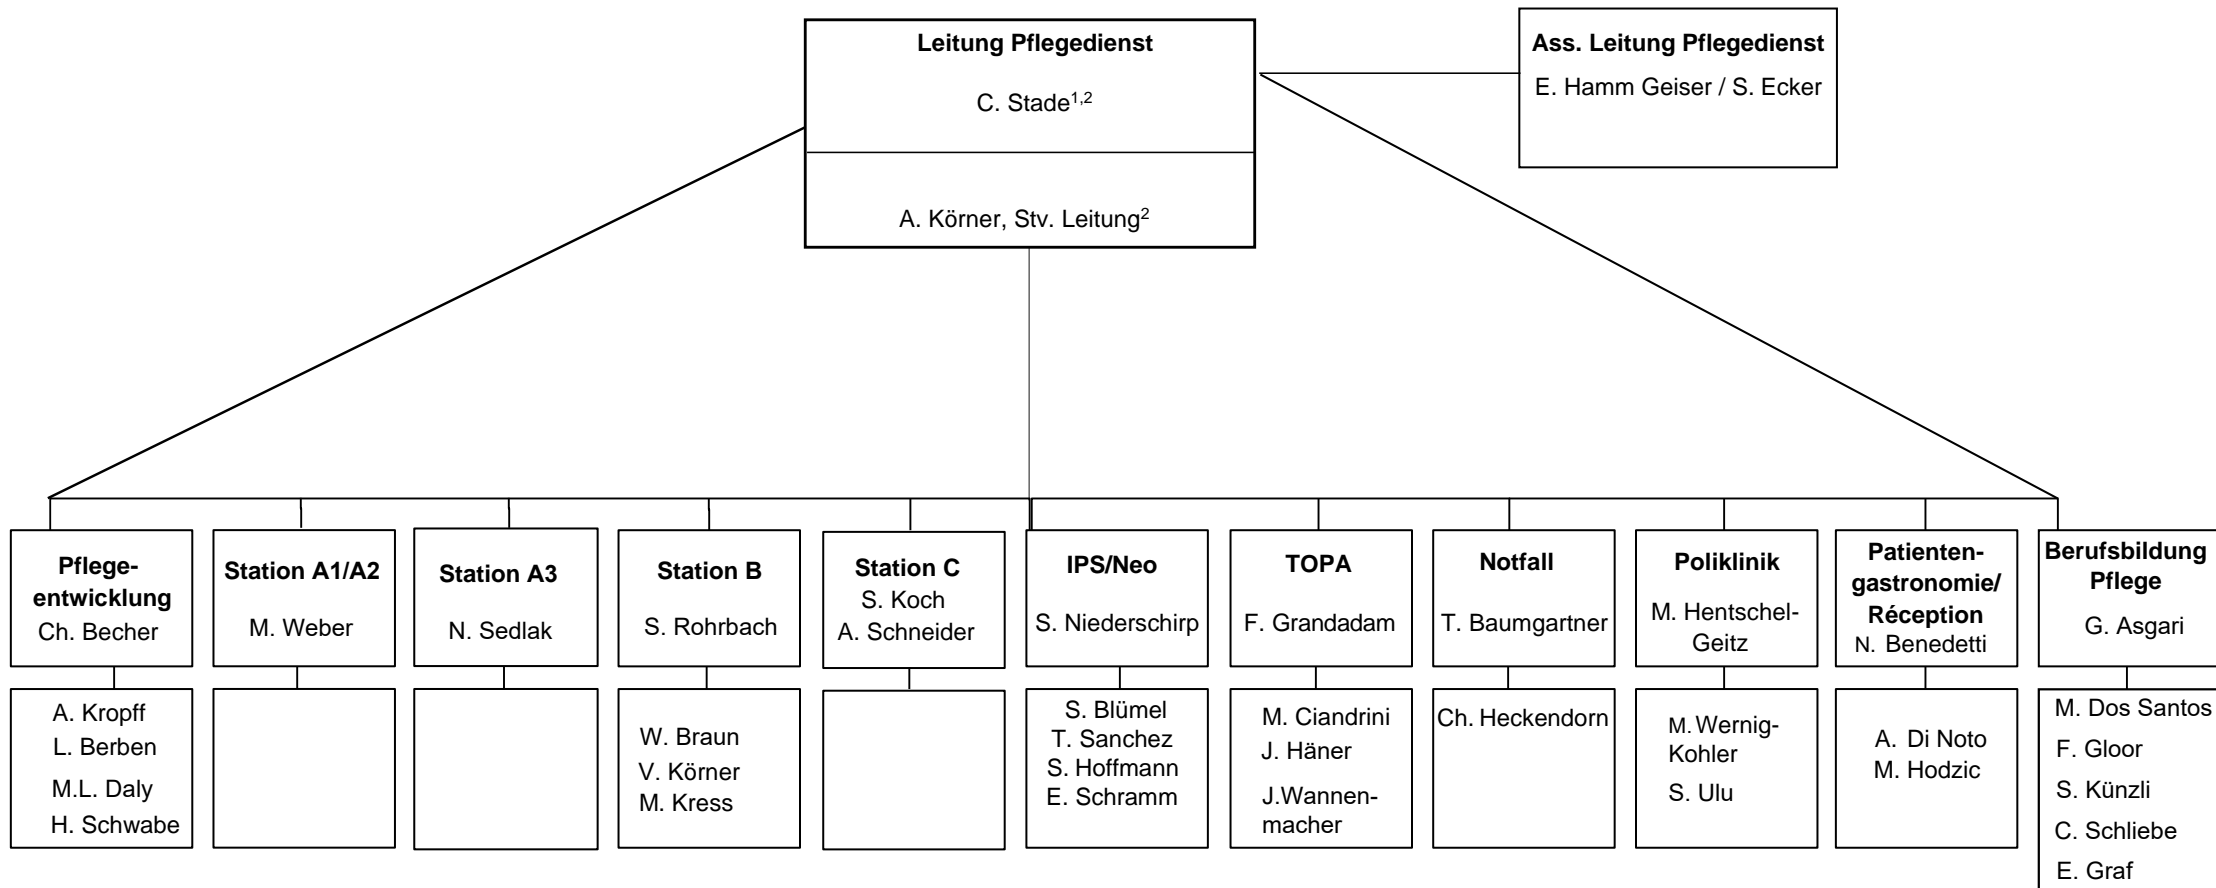 Leitung Pflegedienst
C. Stade1,2
A. Körner, Stv. Leitung2
Ass. Leitung Pflegedienst
E. Hamm Geiser / S. Ecker
Pflege-
entwicklung
Ch. Becher
Station A1/A2
M. Weber
Station A3
N. Sedlak
Station B
S. Rohrbach
Station C
S. Koch
A. Schneider
IPS/Neo
S. Niederschirp
TOPA
F. Grandadam
Notfall
T. Baumgartner
Poliklinik
M. Hentschel-
Geitz
Patienten-
gastronomie/
Réception
N. Benedetti
Berufsbildung
Pflege
G. Asgari
A. Kropff
L. Berben
M.L. Daly
H. Schwabe
W. Braun
V. Körner
M. Kress
S. Blümel
T. Sanchez
S. Hoffmann
E. Schramm
M. Ciandrini
J. Häner
J.Wannen-
macher
Ch. Heckendorn
M. Wernig-
Kohler
S. Ulu
A. Di Noto
M. Hodzic
M. Dos Santos
F. Gloor
S. Künzli
C. Schliebe
E. Graf